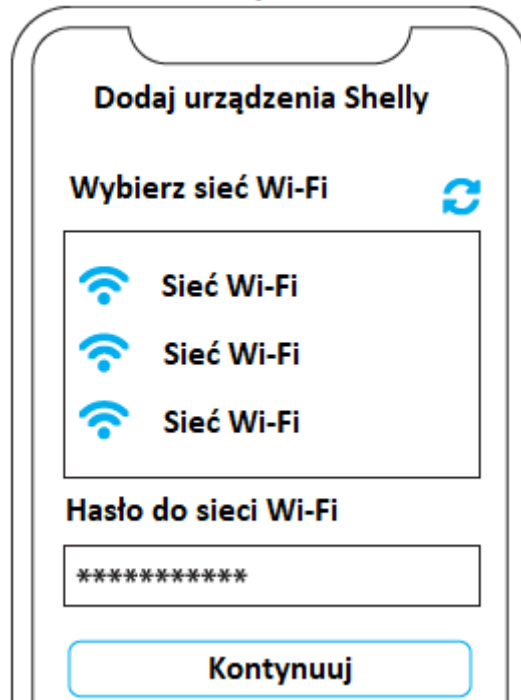 Dodaj urządzenia Shelly
Wybierz sieć Wi-Fi
Sieć Wi-Fi
Sieć Wi-Fi
Sieć Wi-Fi
Hasło do sieci Wi-Fi
***********
Kontynuuj